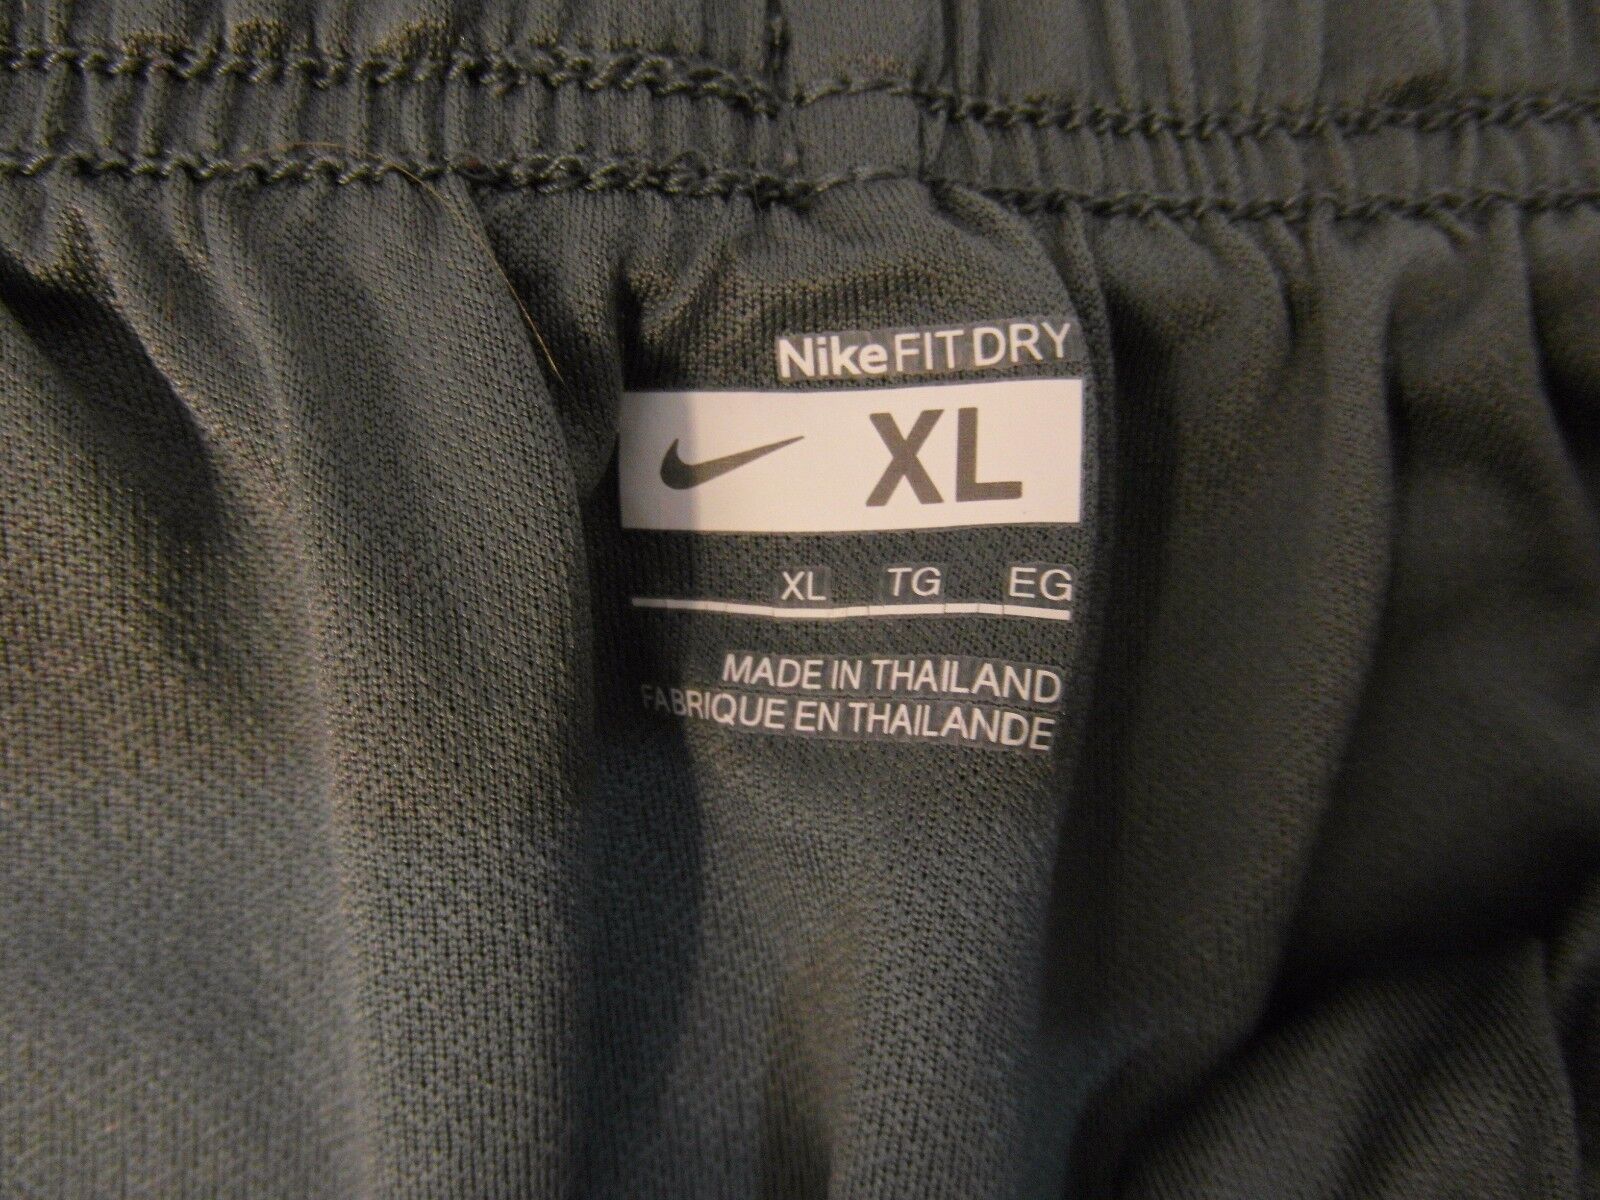 NikeFIT DRY
XL
XL TG EG
MADE IN THAILAND
FABRIQUE EN THAILANDE